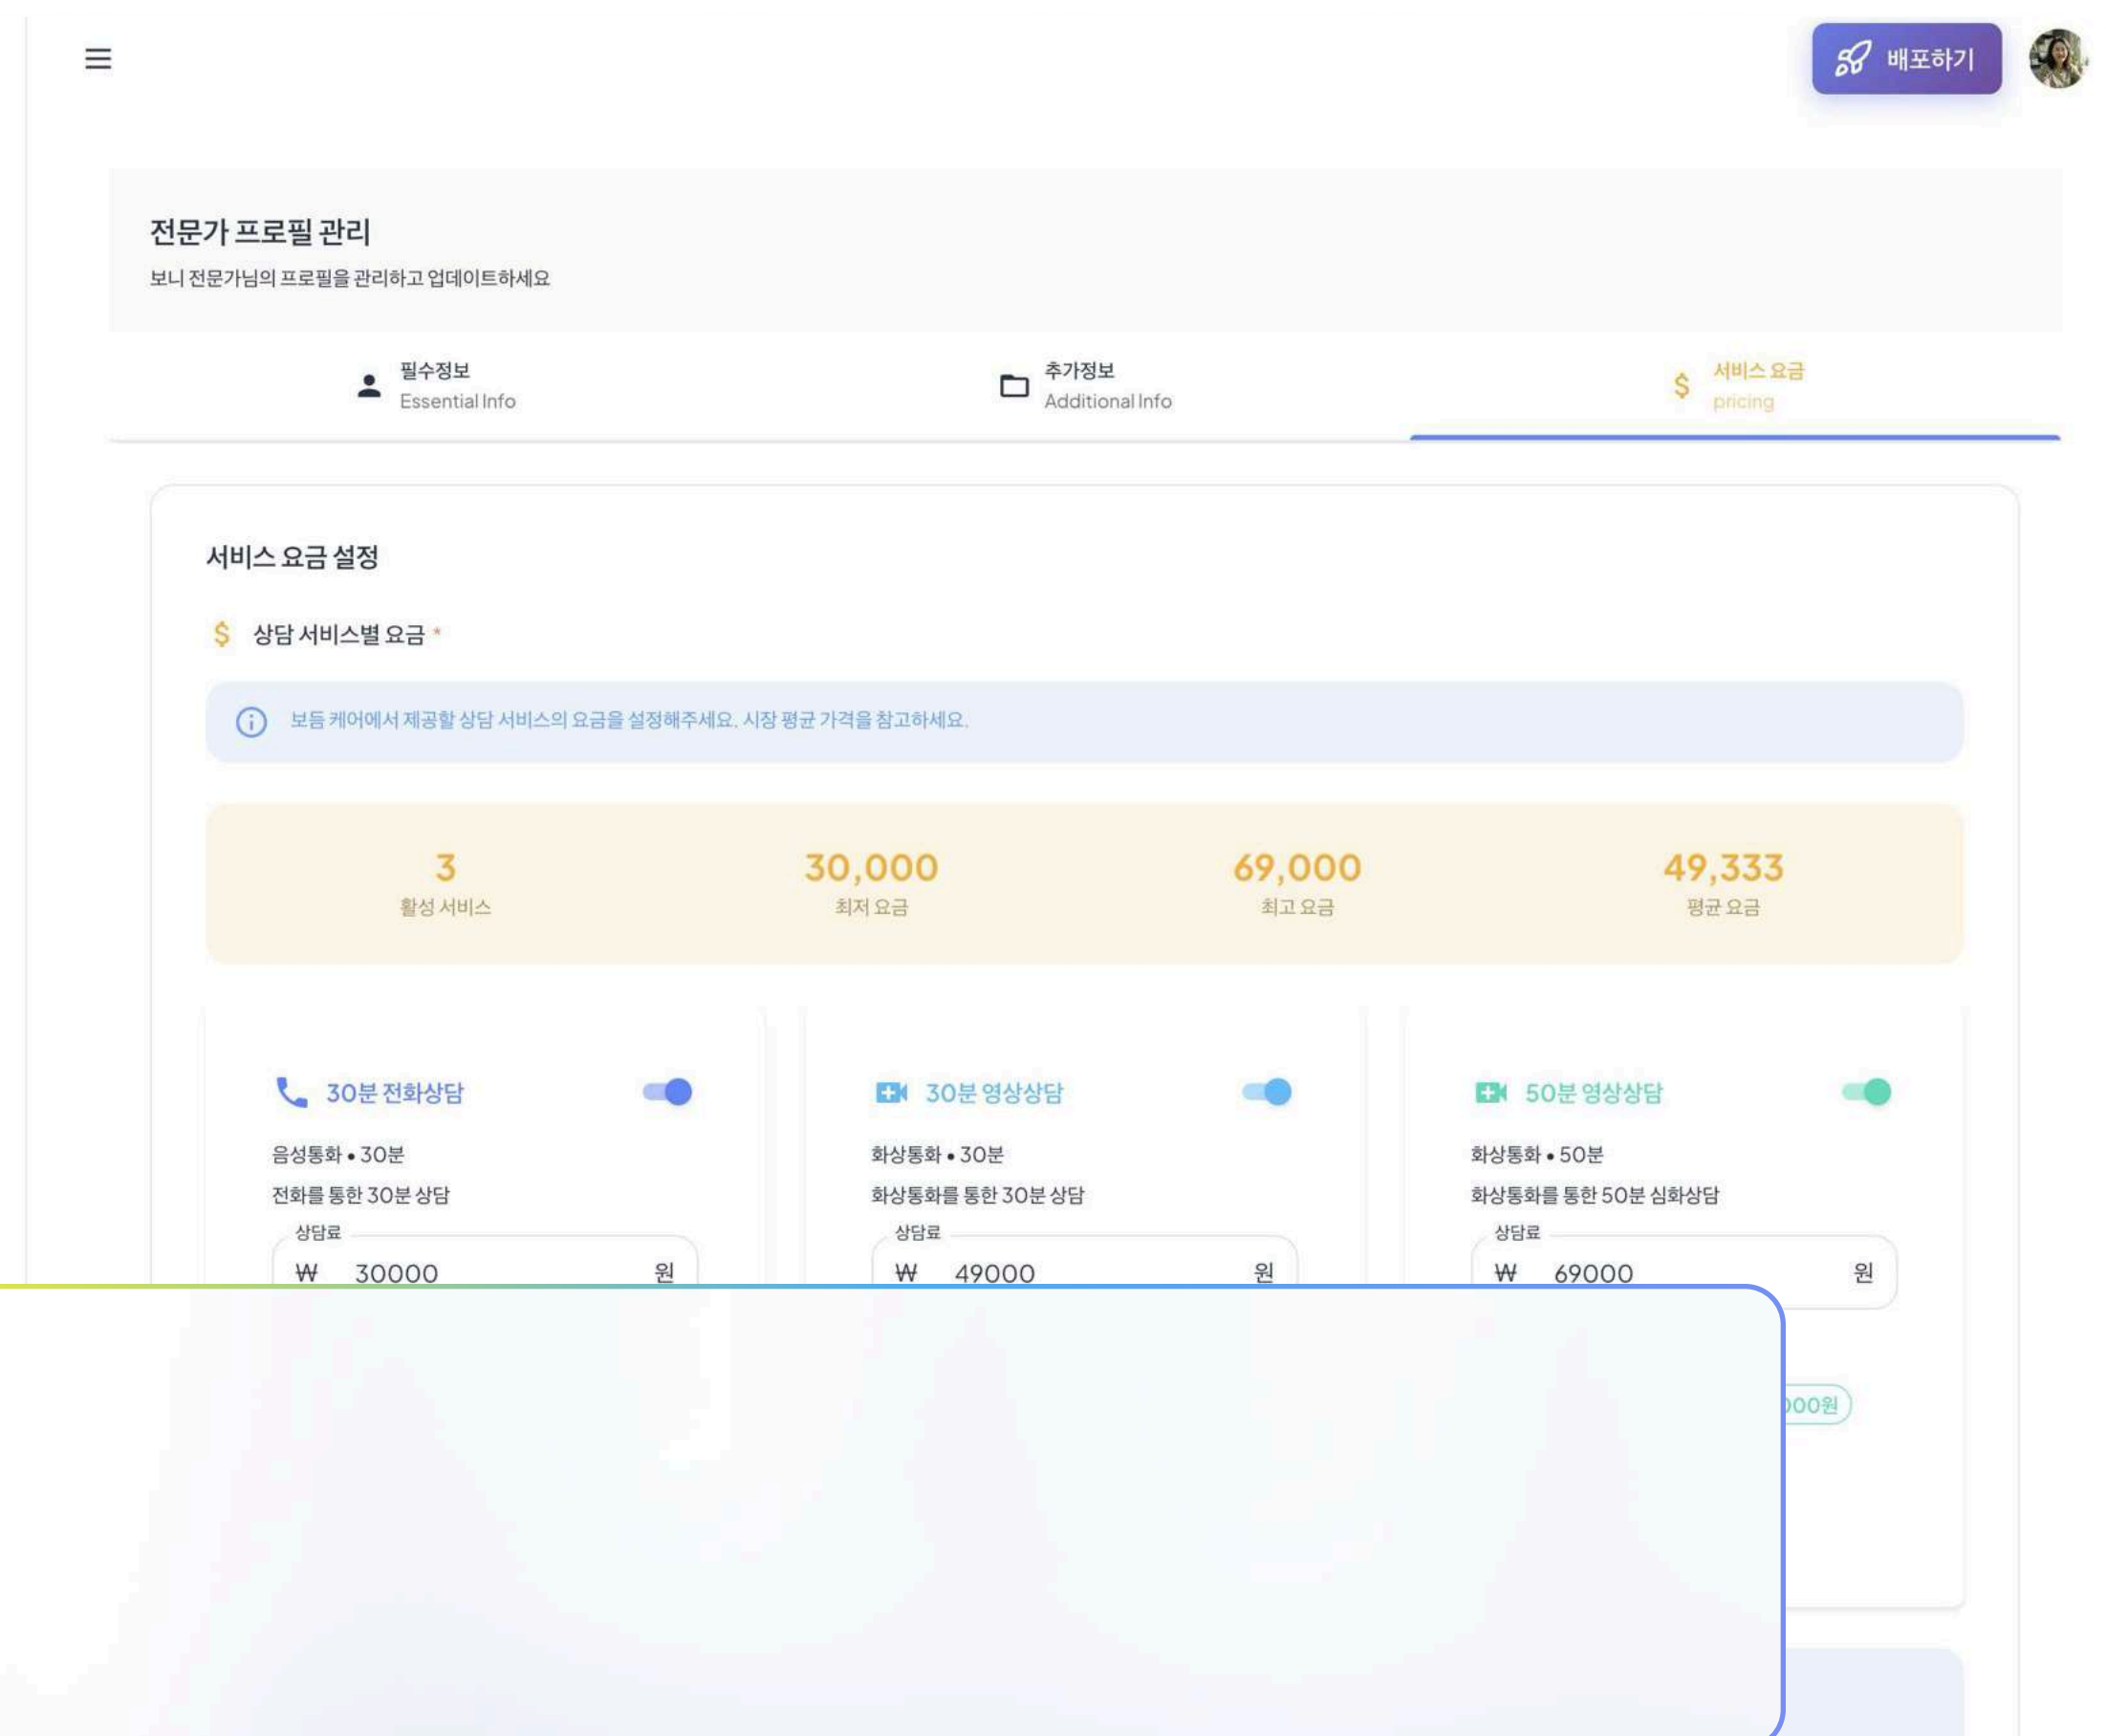 배포하기
전문가 프로필 관리
보니 전문가님의 프로필을 관리하고 업데이트하세요
필수정보
Essential Info
추가정보
Additional Info
$ 서비스 요금
pricing
서비스 요금 설정
$ 상담 서비스별 요금 *
보듬 케어에서 제공할 상담 서비스의 요금을 설정해주세요. 시장 평균 가격을 참고하세요.
3
활성 서비스
30,000
최저 요금
69,000
최고 요금
49,333
평균 요금
30분 전화상담
음성통화 • 30분
전화를 통한 30분 상담
상담료
₩ 30000 원
30분 영상상담
화상통화 • 30분
화상통화를 통한 30분 상담
상담료
₩ 49000 원
50분 영상상담
화상통화 • 50분
화상통화를 통한 50분 심화상담
상담료
₩ 69000 원